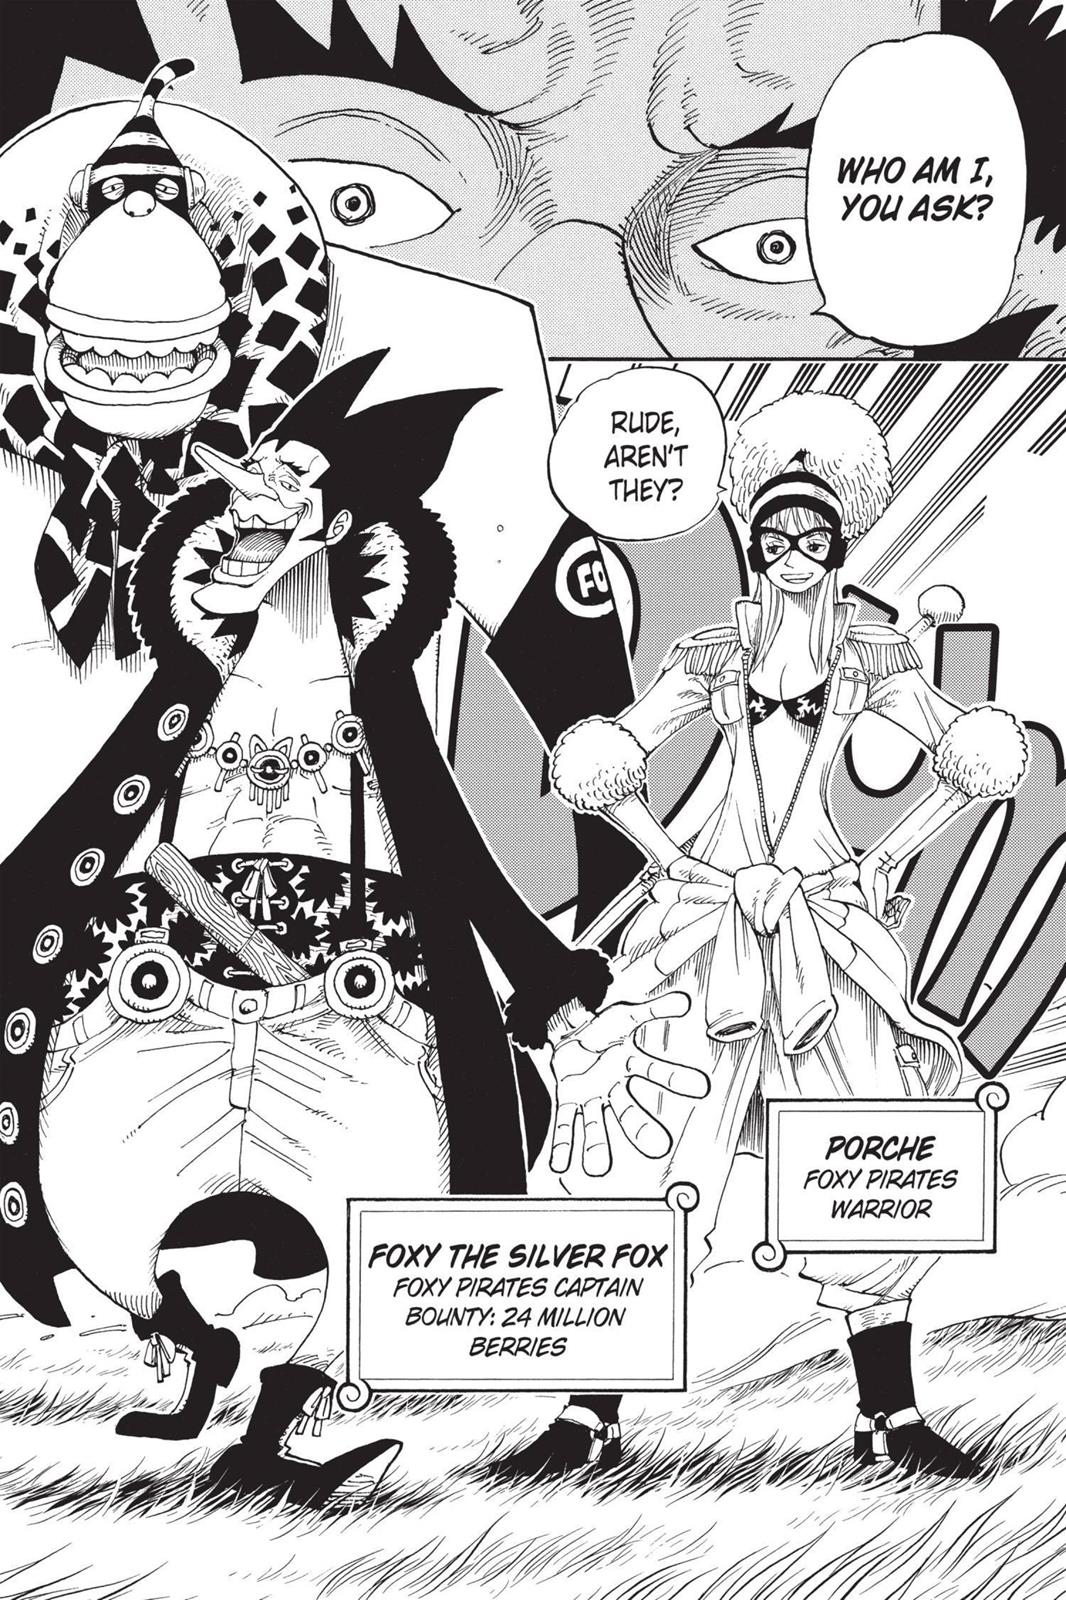 WHO AM I,
YOU ASK?
RUDE,
AREN'T
THEY?
FO
PORCHE
FOXY PIRATES
WARRIOR
FOXY THE SILVER FOX
FOXY PIRATES CAPTAIN
BOUNTY: 24 MILLION
BERRIES